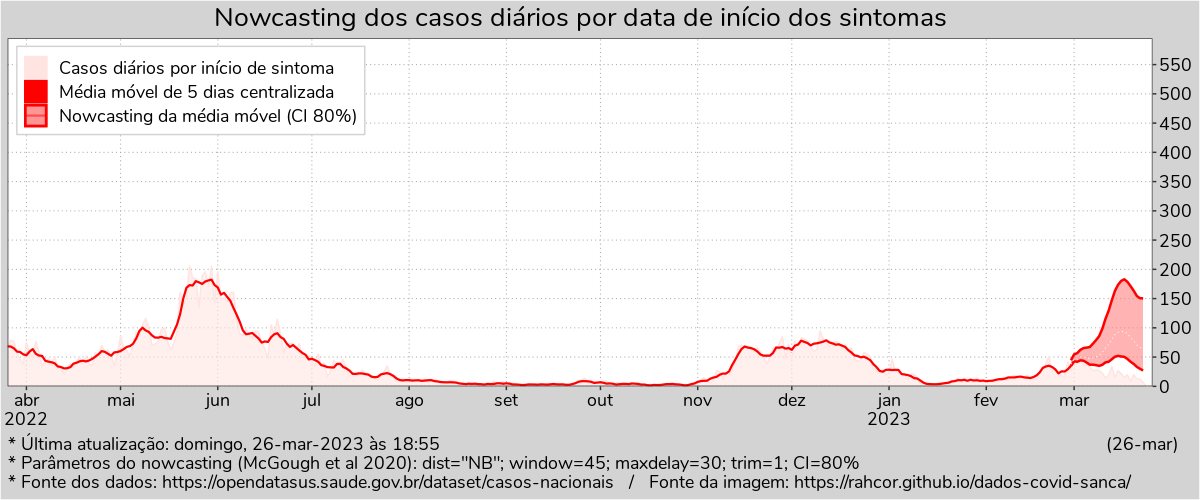 Nowcasting dos casos diários por data de início dos sintomas
Casos diários por início de sintoma
Média móvel de 5 dias centralizada
Nowcasting da média móvel (CI 80%)
550
500
450
400
350
300
250
200
150
100
50
0
abr mai jun jul ago set out nov dez jan fev mar
2022 2023
* Última atualização: domingo, 26-mar-2023 às 18:55 (26-mar)
* Parâmetros do nowcasting (McGough et al 2020): dist="NB"; window=45; maxdelay=30; trim=1; CI=80%
* Fonte dos dados: https://opendatasus.saude.gov.br/dataset/casos-nacionais / Fonte da imagem: https://rahcor.github.io/dados-covid-sanca/